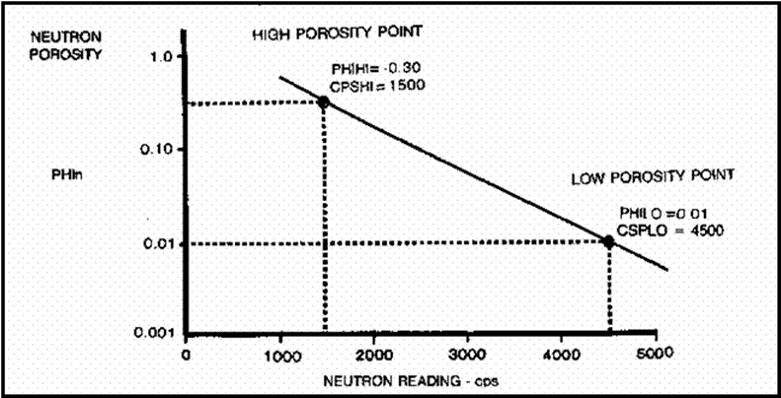 NEUTRON
POROSITY
HIGH POROSITY POINT
PHIHI= -0.30
CPSHI= 1500
1.0
0.10
PHIn
LOW POROSITY POINT
PHILO =0.01
CSPLO = 4500
0.01
0.001
0 1000 2000 3000 4000 5000
NEUTRON READING - cps